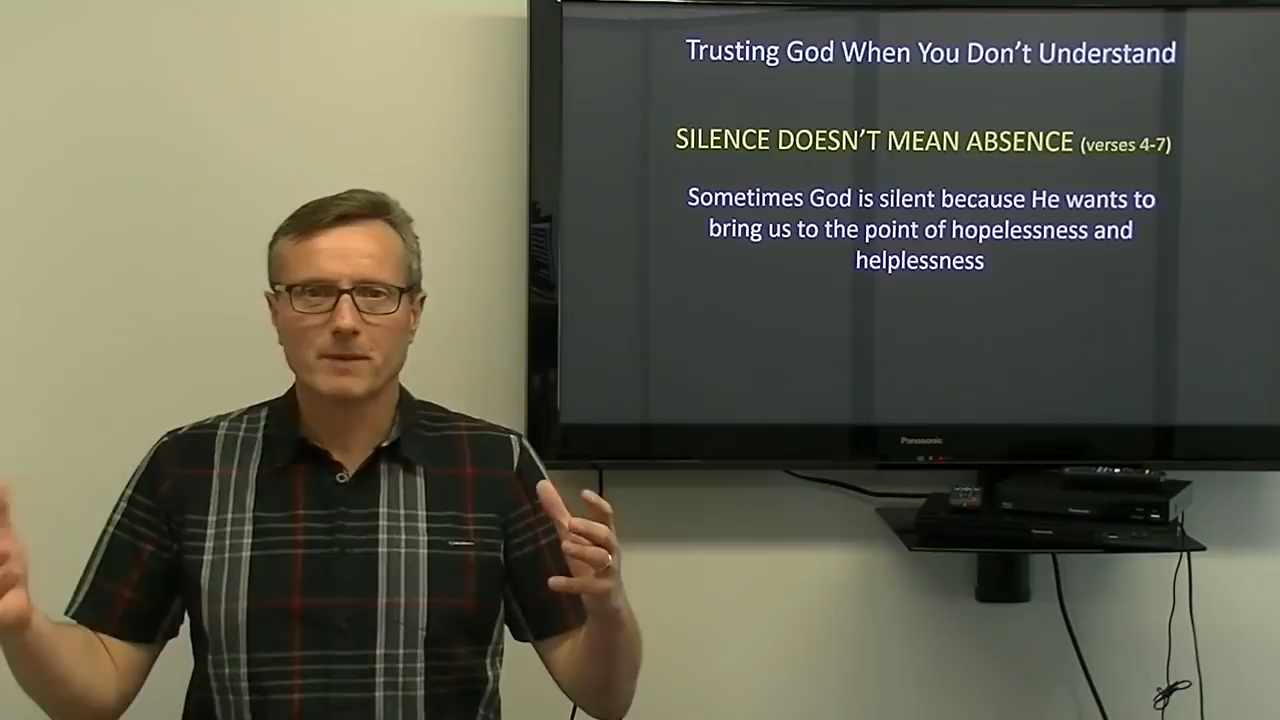 Trusting God When You Don't Understand
SILENCE DOESN'T MEAN ABSENCE (verses 4-7)
Sometimes God is silent because He wants to
bring us to the point of hopelessness and
helplessness
Panasonic